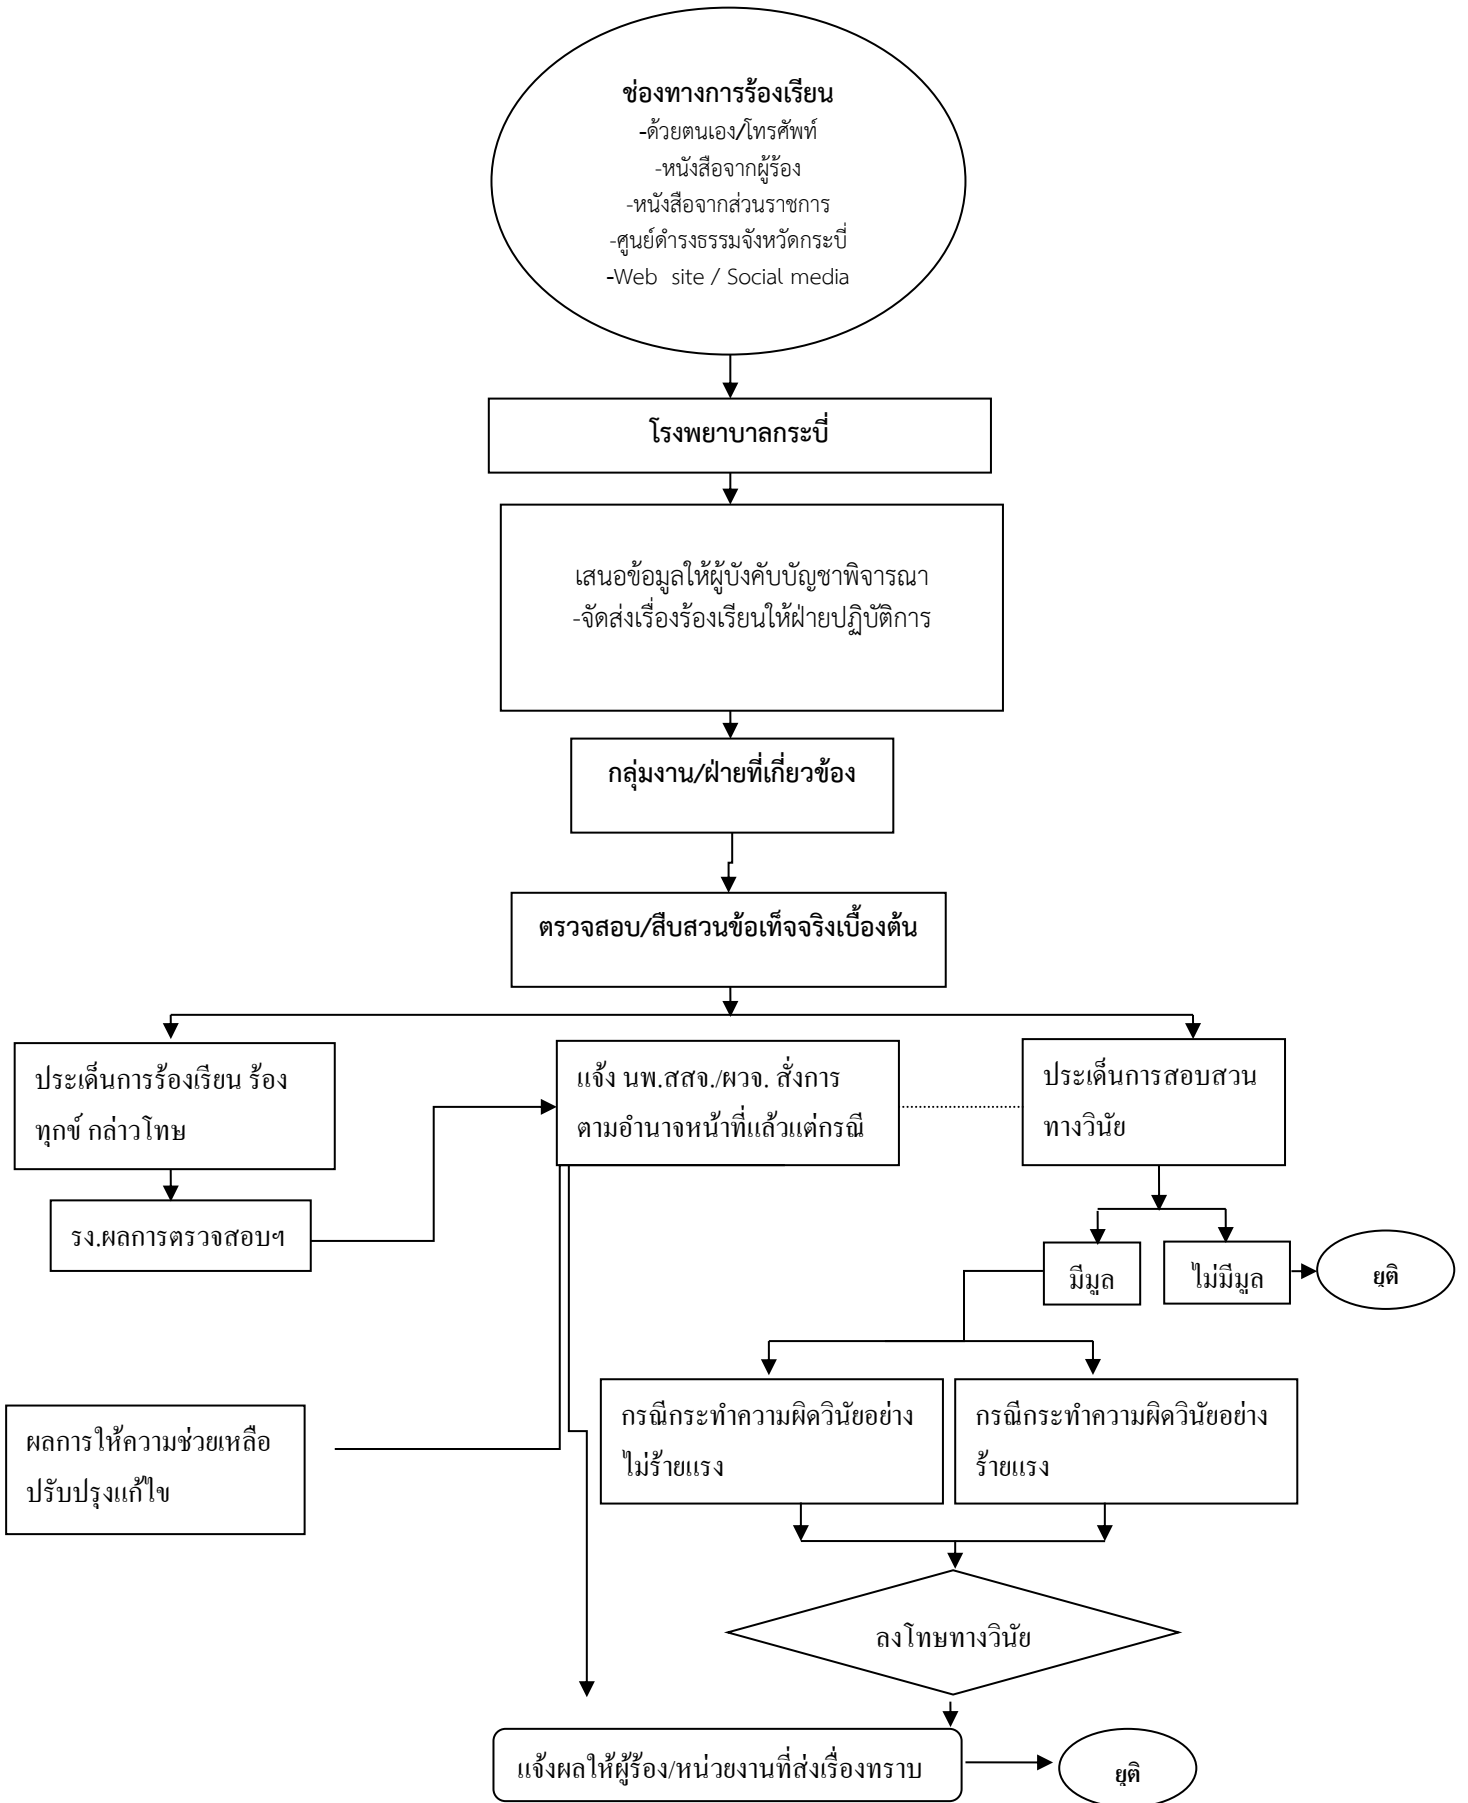 ช่องทางการร้องเรียน
-ด้วยตนเอง/โทรศัพท์
-หนังสือจากผู้ร้อง
-หนังสือจากส่วนราชการ
-ศูนย์ดำรงธรรมจังหวัดกระบี่
-Web site / Social media
โรงพยาบาลกระบี่
เสนอข้อมูลให้ผู้บังคับบัญชาพิจารณา
-จัดส่งเรื่องร้องเรียนให้ฝ่ายปฏิบัติการ
กลุ่มงาน/ฝ่ายที่เกี่ยวข้อง
ตรวจสอบ/สืบสวนข้อเท็จจริงเบื้องต้น
ประเด็นการร้องเรียน ร้อง
ทุกข์ กล่าวโทษ
แจ้ง นพ.สสจ./ผวจ. สั่งการ
ตามอำนาจหน้าที่แล้วแต่กรณี
ประเด็นการสอบสวน
ทางวินัย
รง.ผลการตรวจสอบฯ
มีมูล
ไม่มีมูล
ยุติ
ผลการให้ความช่วยเหลือ
ปรับปรุงแก้ไข
กรณีกระทำความผิดวินัยอย่าง
ไม่ร้ายแรง
กรณีกระทำความผิดวินัยอย่าง
ร้ายแรง
ลงโทษทางวินัย
แจ้งผลให้ผู้ร้อง/หน่วยงานที่ส่งเรื่องทราบ
ยุติ